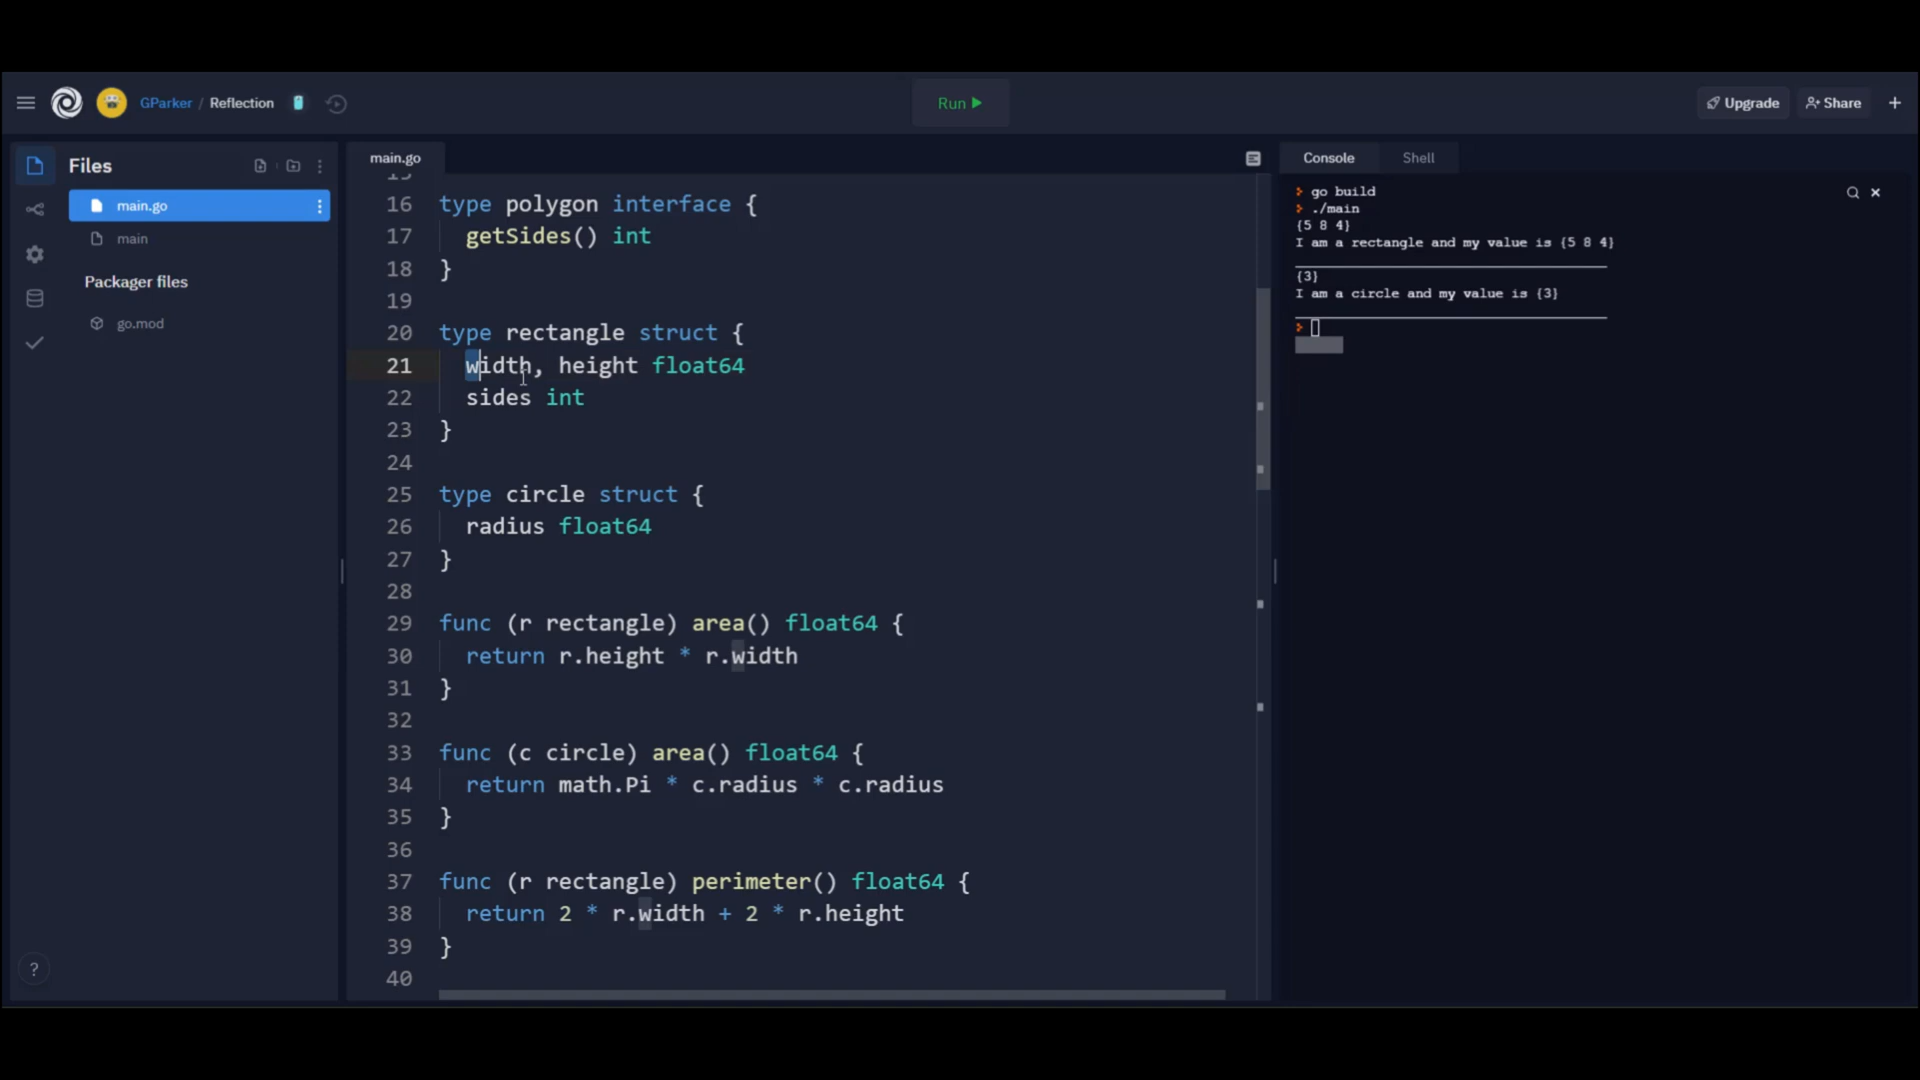 GParker / Reflection
Run
Upgrade
Share
+
Files
main.go
main
Packager files
go.mod
?
main.go
15
16 type polygon interface {
17 getSides() int
18 }
19
20 type rectangle struct {
21 width, height float64
22 sides int
23 }
24
25 type circle struct {
26 radius float64
27 }
28
29 func (r rectangle) area() float64 {
30 return r.height * r.width
31 }
32
33 func (c circle) area() float64 {
34 return math.Pi * c.radius * c.radius
35 }
36
37 func (r rectangle) perimeter() float64 {
38 return 2 * r.width + 2 * r.height
39 }
40
Console
Shell
go build
./main
{5 8 4}
I am a rectangle and my value is {5 8 4}
{3}
I am a circle and my value is {3}